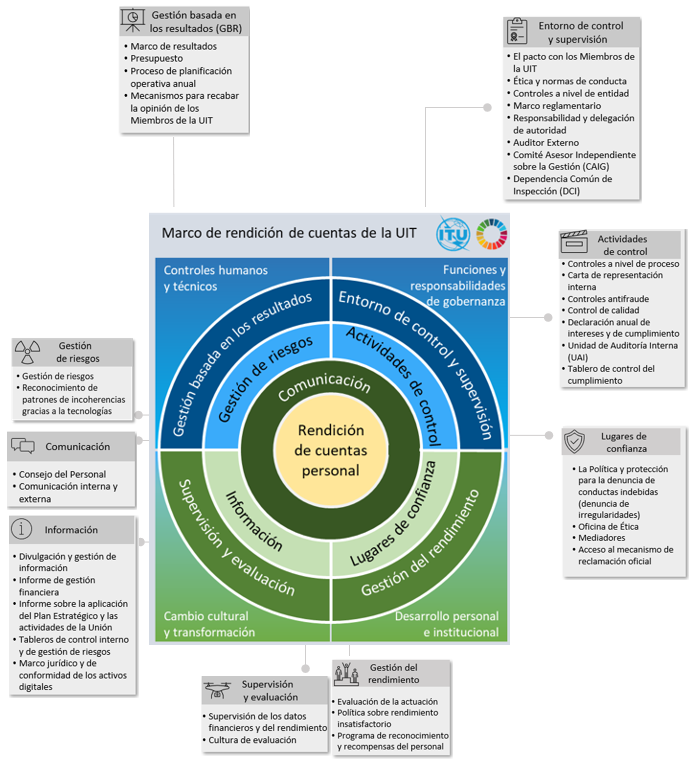 Gestión basada en
los resultados (GBR)
• Marco de resultados
• Presupuesto
• Proceso de planificación
operativa anual
• Mecanismos para recabar
la opinión de los
Miembros de la UIT
Entorno de control
y supervisión
• El pacto con los Miembros de
la UIT
• Ética y normas de conducta
• Controles a nivel de entidad
• Marco reglamentario
• Responsabilidad y delegación
de autoridad
• Auditor Externo
• Comité Asesor Independiente
sobre la Gestión (CAIG)
• Dependencia Común de
Inspección (DCI)
Marco de rendición de cuentas de la UIT
ITU
Controles humanos
y técnicos
Funciones y
responsabilidades
de gobernanza
Gestión basada en los resultados
Entorno de control y supervisión
Gestión de riesgos
Actividades de control
Comunicación
Rendición
de cuentas
personal
Información
Lugares de confianza
Supervisión y evaluación
Gestión del rendimiento
Cambio cultural
y transformación
Desarrollo personal
e institucional
Actividades
de control
• Controles a nivel de proceso
• Carta de representación
interna
• Controles antifraude
• Control de calidad
• Declaración anual de
intereses y de cumplimiento
• Unidad de Auditoría Interna
(UAI)
• Tablero de control del
cumplimiento
Gestión
de riesgos
• Gestión de riesgos
• Reconocimiento de
patrones de incoherencias
gracias a la tecnologías
Comunicación
• Consejo del Personal
• Comunicación interna y
externa
Lugares de
confianza
• La Política y protección
para la denuncia de
conductas indebidas
(denuncia de
irregularidades)
• Oficina de Ética
• Mediadores
• Acceso al mecanismo de
reclamación oficial
Información
• Divulgación y gestión de
información
• Informe de gestión
financiera
• Informe sobre la aplicación
del Plan Estratégico y las
actividades de la Unión
• Tableros de control interno
y de gestión de riesgos
• Marco jurídico y de
conformidad de los activos
digitales
Supervisión
y evaluación
• Supervisión de los datos
financieros y del rendimiento
• Cultura de evaluación
Gestión del
rendimiento
• Evaluación de la actuación
• Política sobre rendimiento
insatisfactorio
• Programa de reconocimiento
y recompensas del personal